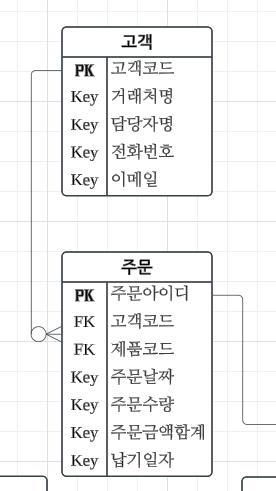 고객
PK 고객코드
Key 거래처명
Key 담당자명
Key 전화번호
Key 이메일
주문
PK 주문아이디
FK 고객코드
FK 제품코드
Key 주문날짜
Key 주문수량
Key 주문금액합계
Key 납기일자